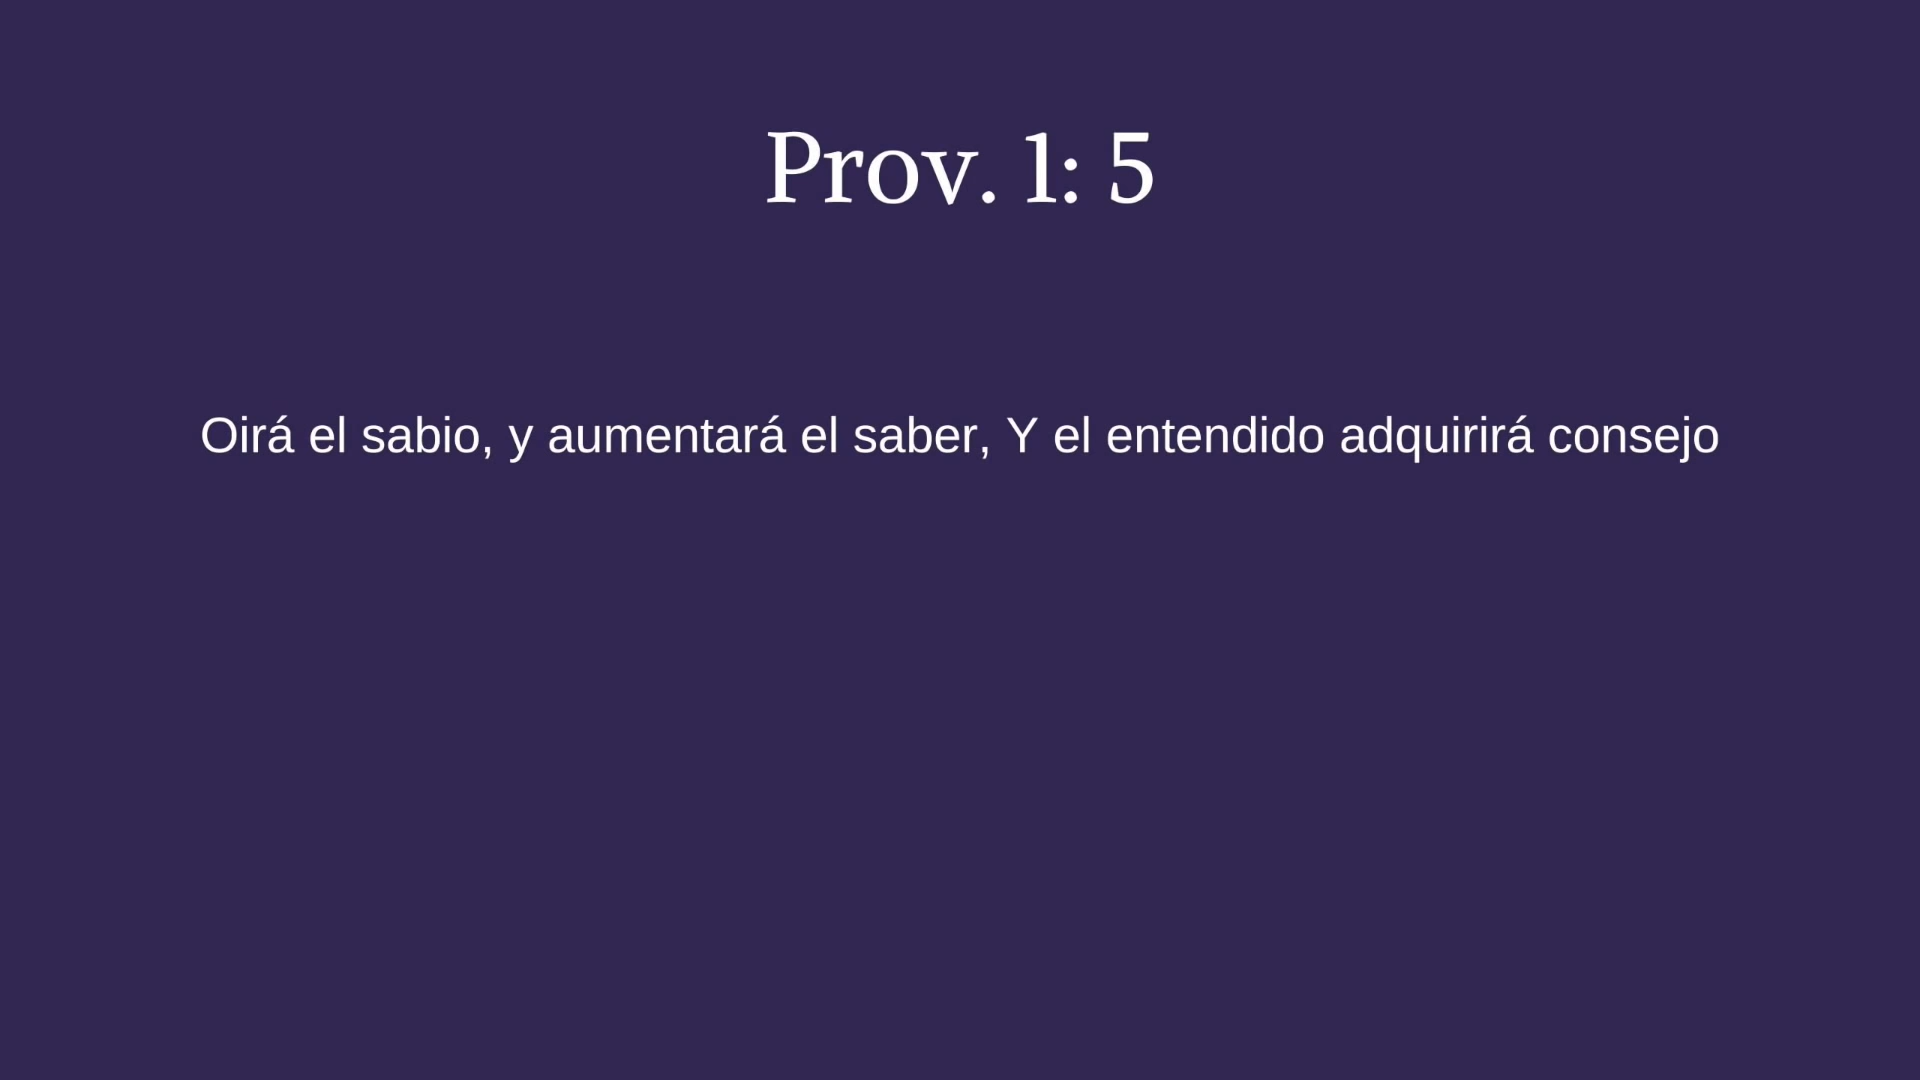 Prov. 1: 5
Oirá el sabio, y aumentará el saber, Y el entendido adquirirá consejo